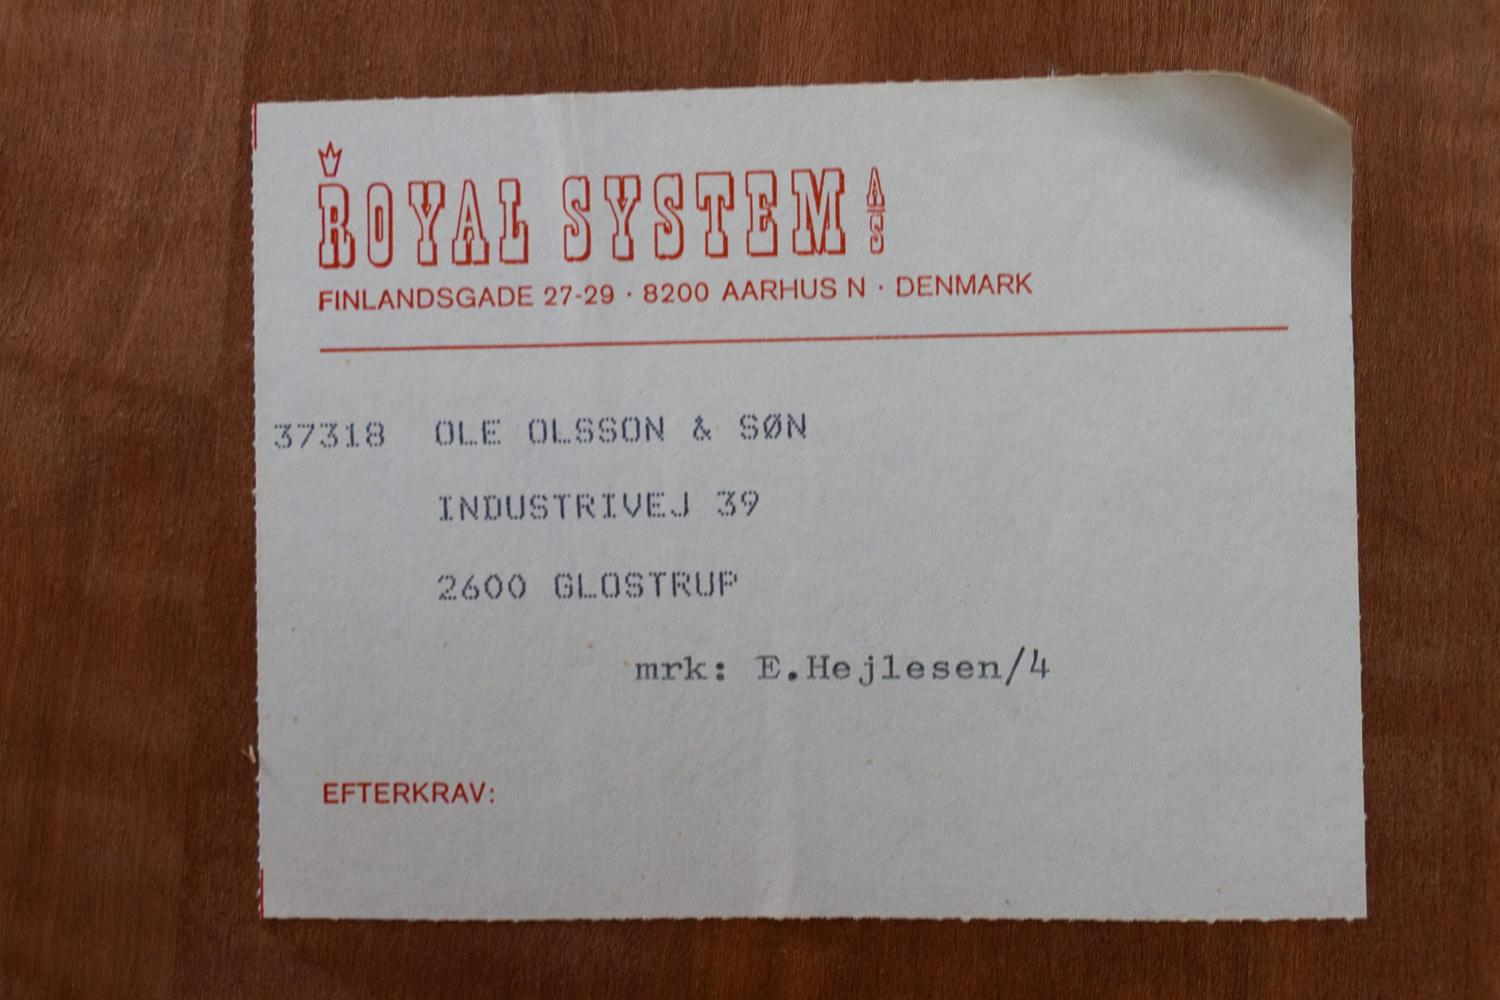 ROYAL SYSTEM A/S
FINLANDSGADE 27-29 · 8200 AARHUS N · DENMARK
37318 OLE OLSSON & SØN
INDUSTRIVEJ 39
2600 GLOSTRUP
mrk: E.Hejlesen/4
EFTERKRAV: